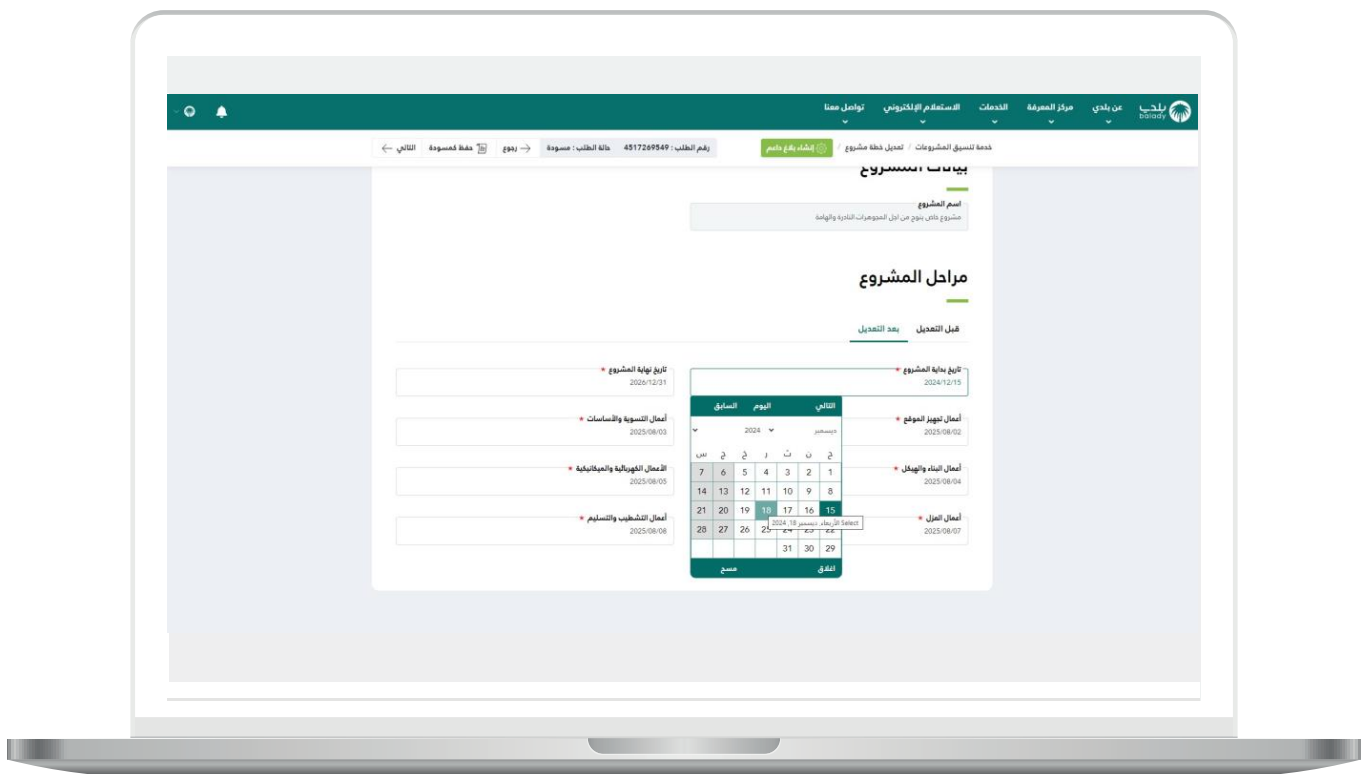 بلدي
balady
عن بلدي
مركز المعرفة
الخدمات
الاستعلام الإلكتروني
تواصل معنا
خدمة تنسيق المشروعات / تعديل خطة مشروع /
إنشاء بلاغ داعم
رقم الطلب : 4517269549
حالة الطلب : مسودة
رجوع
حفظ كمسودة
التالي
بيانات المشروع
اسم المشروع
مشروع خاص بنوح من اجل المجوهرات النادرة والهامة
مراحل المشروع
قبل التعديل
بعد التعديل
تاريخ بداية المشروع *
2024/12/15
تاريخ نهاية المشروع *
2026/12/31
أعمال تجهيز الموقع *
2025/08/02
أعمال التسوية والأساسات *
2025/08/03
أعمال البناء والهيكل *
2025/08/04
الأعمال الكهربائية والميكانيكية *
2025/08/05
أعمال العزل *
2025/08/07
أعمال التشطيب والتسليم *
2025/08/08
التالي اليوم السابق
ديسمبر 2024
ح ن ث ر خ ج س
1 2 3 4 5 6 7
8 9 10 11 12 13 14
15 16 17 18 19 20 21
Select الأربعاء, ديسمبر 18, 2024
22 23 24 25 26 27 28
29 30 31
اغلاق مسح